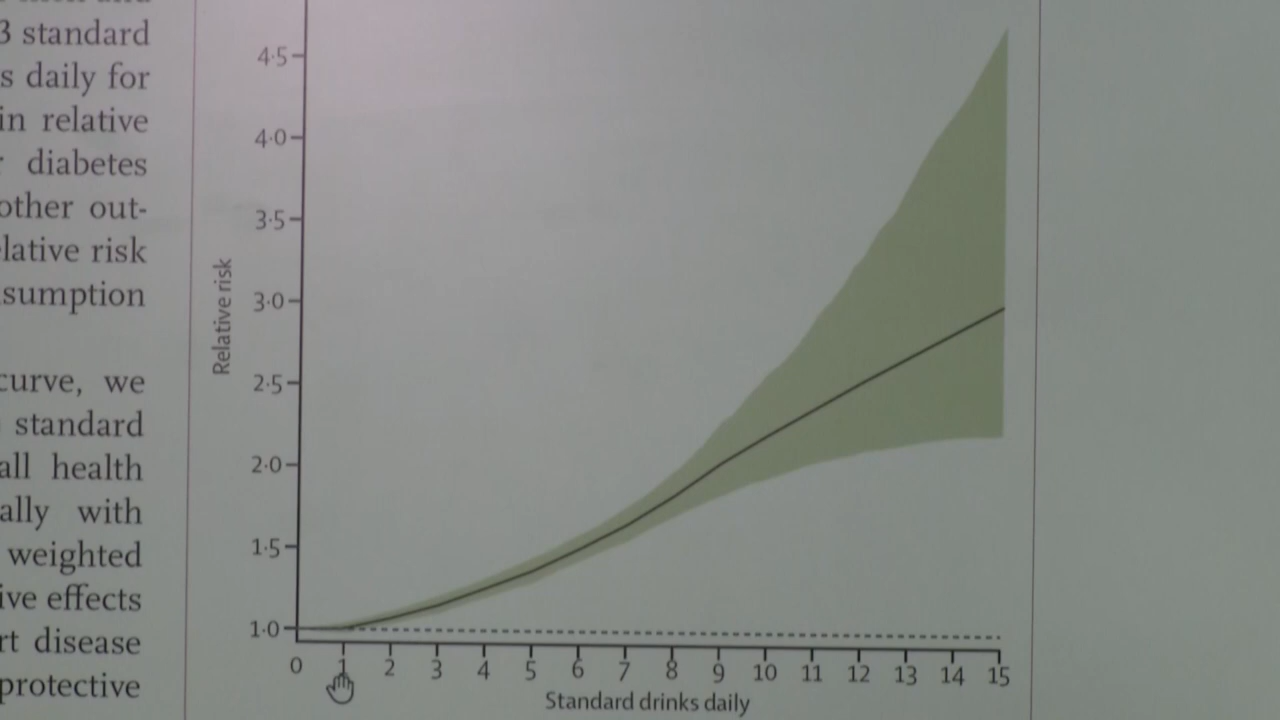 3 standard
s daily for
in relative
diabetes
other out-
elative risk
sumption
curve, we
standard
all health
ally with
weighted
ive effects
rt disease
protective
4·5
4·0
3·5
3·0
2·5
2·0
1·5
1·0
Relative risk
0 1 2 3 4 5 6 7 8 9 10 11 12 13 14 15
Standard drinks daily